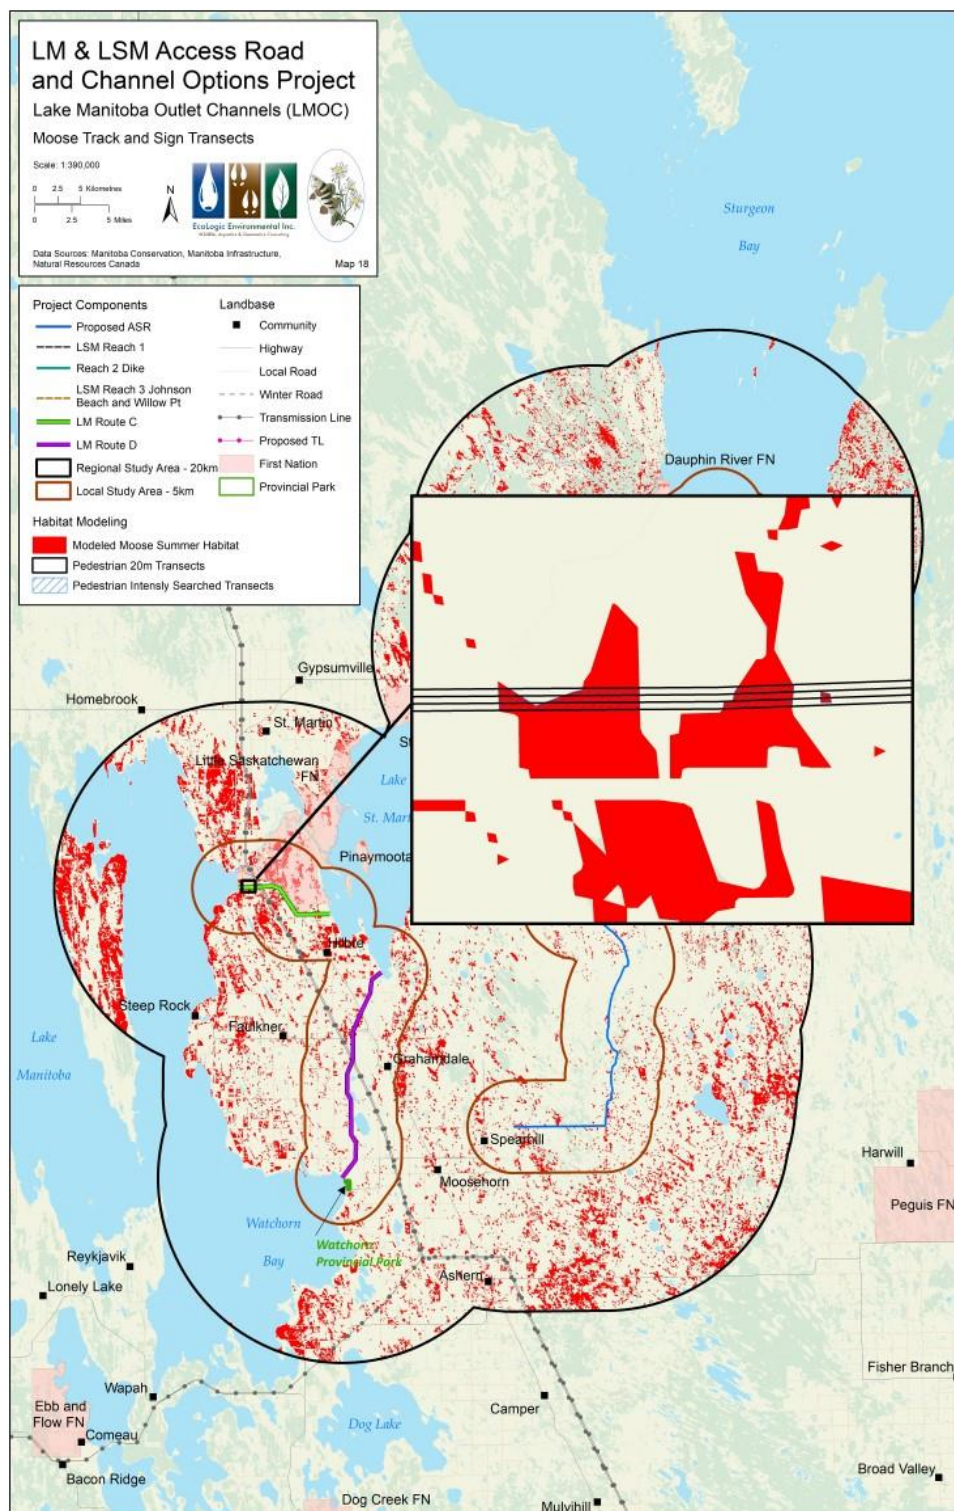 LM & LSM Access Road
and Channel Options Project
Lake Manitoba Outlet Channels (LMOC)
Moose Track and Sign Transects
Scale: 1:390,000
0 2.5 5 Kilometres
0 2.5 5 Miles
N
EcoLogic Environmental Inc.
Data Sources: Manitoba Conservation, Manitoba Infrastructure,
Natural Resources Canada
Map 18
Project Components
Proposed ASR
LSM Reach 1
Reach 2 Dike
LSM Reach 3 Johnson
Beach and Willow Pt
LM Route C
LM Route D
Regional Study Area - 20km
Local Study Area - 5km
Landbase
Community
Highway
Local Road
Winter Road
Transmission Line
Proposed TL
First Nation
Provincial Park
Habitat Modeling
Modeled Moose Summer Habitat
Pedestrian 20m Transects
Pedestrian Intensly Searched Transects
Sturgeon
Bay
Dauphin River FN
Gypsumville
Homebrook
St. Martin
Little Saskatchewan
FN
St
Lake
St. Mart
Pinaymoota
Hilbre
Steep Rock
Faulkner
Lake
Manitoba
Grahamdale
Spearhill
Moosehorn
Harwill
Peguis FN
Watchorn
Bay
Watchorn
Provincial Park
Reykjavik
Lonely Lake
Ashern
Wapah
Ebb and
Flow FN
Comeau
Bacon Ridge
Dog Lake
Camper
Fisher Branch
Broad Valley
Dog Creek FN
Mulvihill